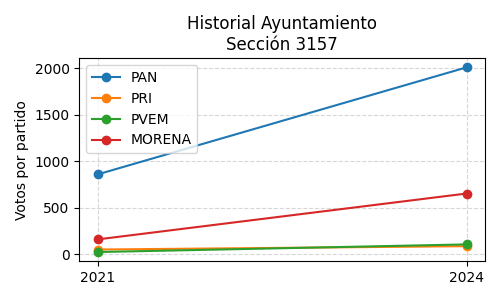 Historial Ayuntamiento
Sección 3157
Votos por partido
2000
1500
1000
500
0
PAN
PRI
PVEM
MORENA
2021
2024